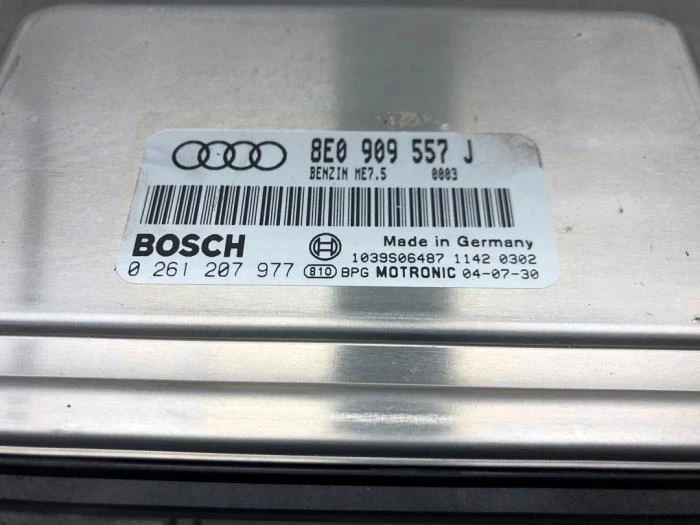 8E0 909 557 J
BENZIN ME7.5 0003
BOSCH
Made in Germany
1039S06487 1142 0302
0 261 207 977 810 BPG MOTRONIC 04-07-30